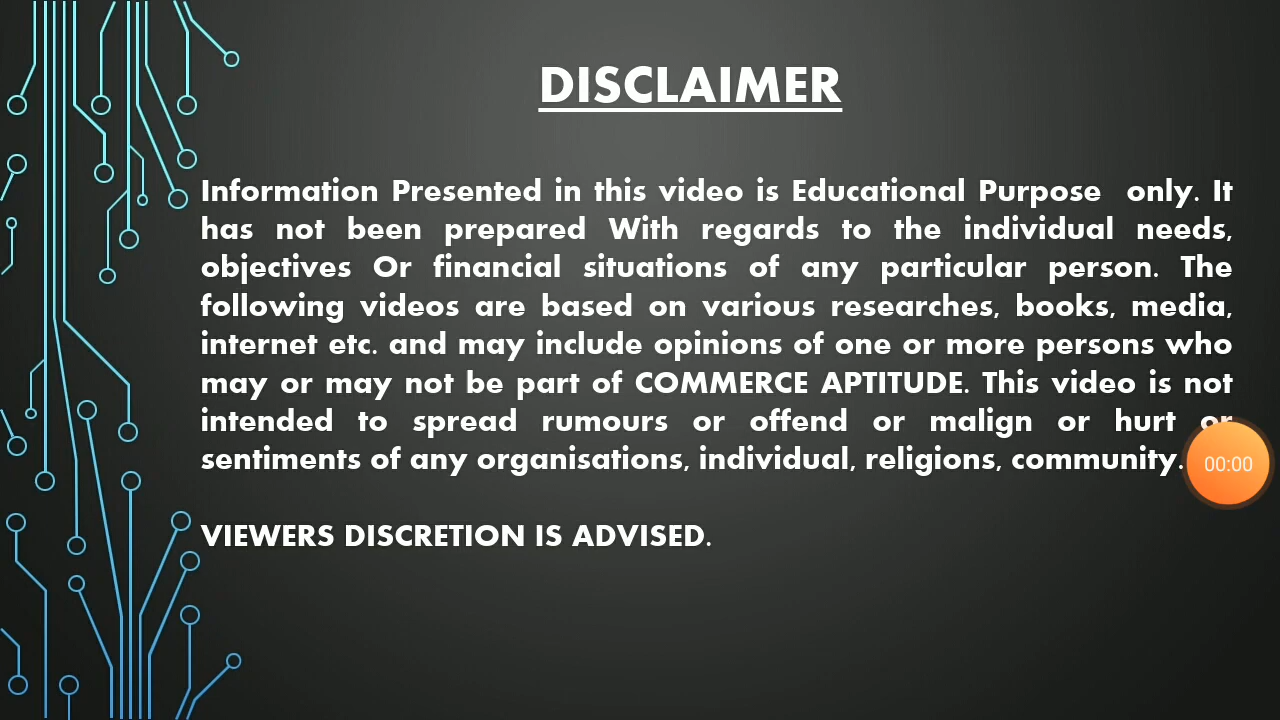 DISCLAIMER
Information Presented in this video is Educational Purpose only. It
has not been prepared With regards to the individual needs,
objectives Or financial situations of any particular person. The
following videos are based on various researches, books, media,
internet etc. and may include opinions of one or more persons who
may or may not be part of COMMERCE APTITUDE. This video is not
intended to spread rumours or offend or malign or hurt or
sentiments of any organisations, individual, religions, community.
00:00
VIEWERS DISCRETION IS ADVISED.